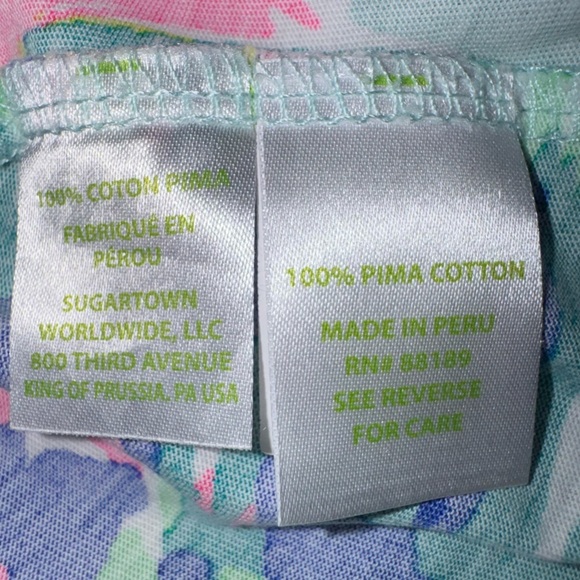 100% COTON PIMA
FABRIQUÉ EN
PÉROU
SUGARTOWN
WORLDWIDE, LLC
800 THIRD AVENUE
KING OF PRUSSIA, PA USA
100% PIMA COTTON
MADE IN PERU
RN# 88189
SEE REVERSE
FOR CARE